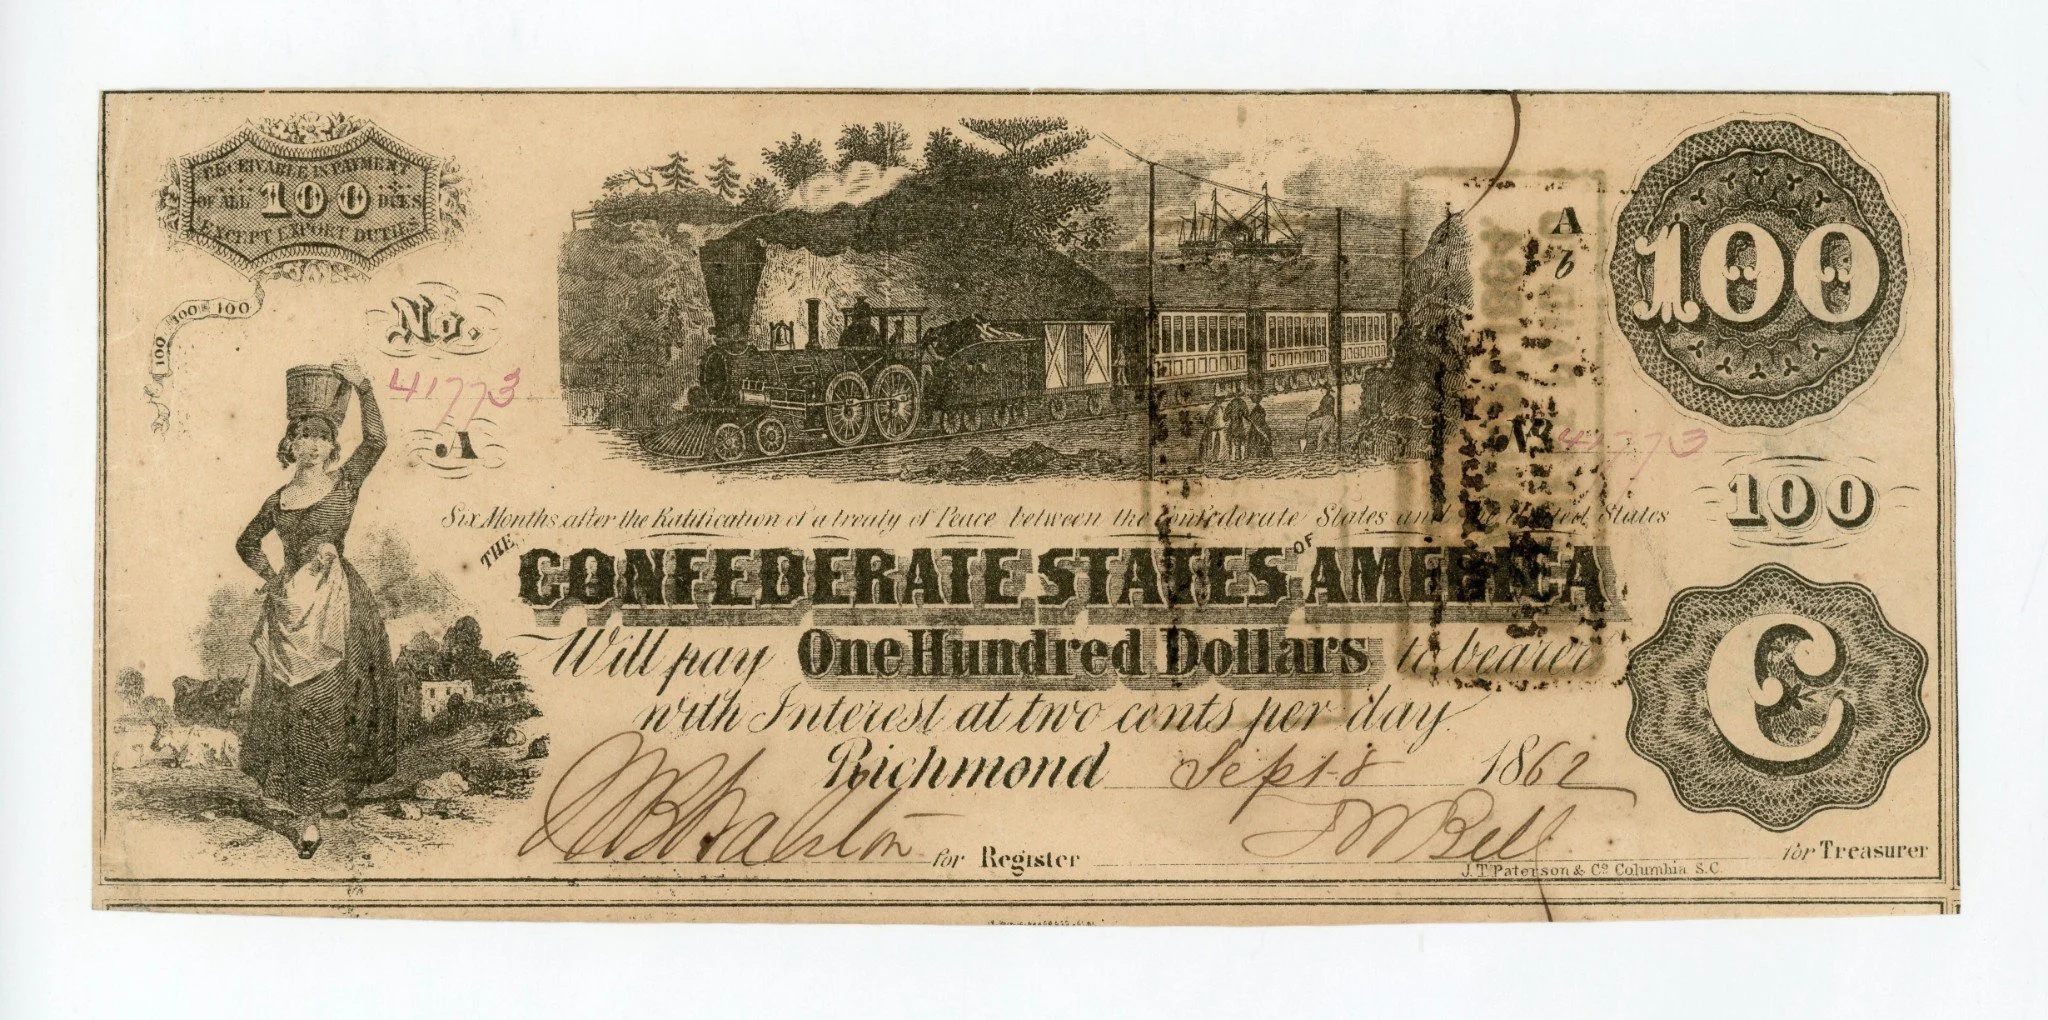 RECEIVABLE IN PAYMENT
OF ALL 100 DUES
EXCEPT EXPORT DUTIES
100 100 100
No.
41773
A
A
b
100
No 41773
100
Six Months after the Ratification of a treaty of Peace between the Confederate States and the United States
THE CONFEDERATE STATES OF AMERICA
Will pay One Hundred Dollars to bearer
with Interest at two cents per day
Richmond Sept 8 1862
C
for Register
J W Bell for Treasurer
J. T. Paterson & Co Columbia S.C.